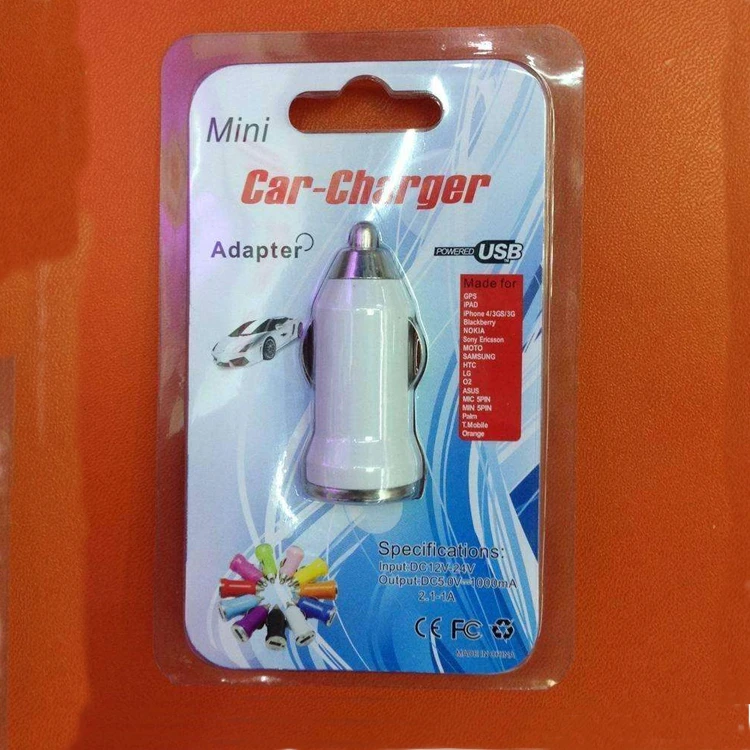 Mini
Car-Charger
Adapter
POWERED USB
Made for
GPS
iPAD
iPhone 4/3GS/3G
Blackberry
NOKIA
Sony Ericsson
MOTO
SAMSUNG
HTC
LG
O2
ASUS
MIC 5PIN
MIN 5PIN
Palm
T.Mobile
Orange
Specifications:
Input:DC12V-24V
Output:DC5.0V⎓1000mA
2.1-1A
CE FC
MADE IN CHINA